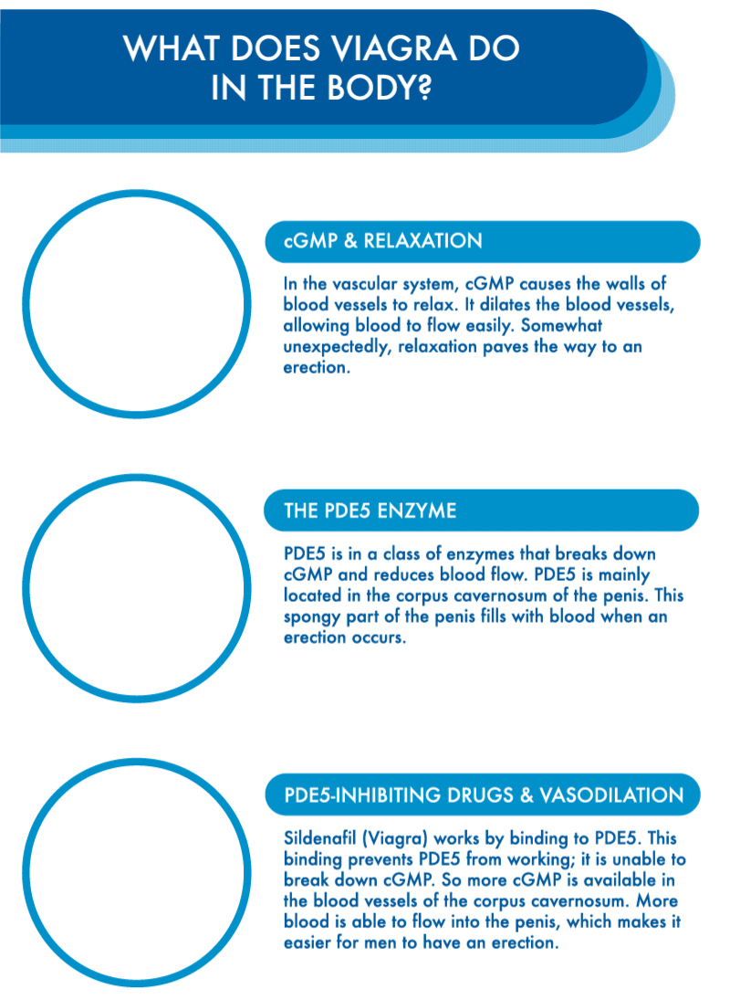 WHAT DOES VIAGRA DO
IN THE BODY?
cGMP & RELAXATION
In the vascular system, cGMP causes the walls of
blood vessels to relax. It dilates the blood vessels,
allowing blood to flow easily. Somewhat
unexpectedly, relaxation paves the way to an
erection.
THE PDE5 ENZYME
PDE5 is in a class of enzymes that breaks down
cGMP and reduces blood flow. PDE5 is mainly
located in the corpus cavernosum of the penis. This
spongy part of the penis fills with blood when an
erection occurs.
PDE5-INHIBITING DRUGS & VASODILATION
Sildenafil (Viagra) works by binding to PDE5. This
binding prevents PDE5 from working; it is unable to
break down cGMP. So more cGMP is available in
the blood vessels of the corpus cavernosum. More
blood is able to flow into the penis, which makes it
easier for men to have an erection.